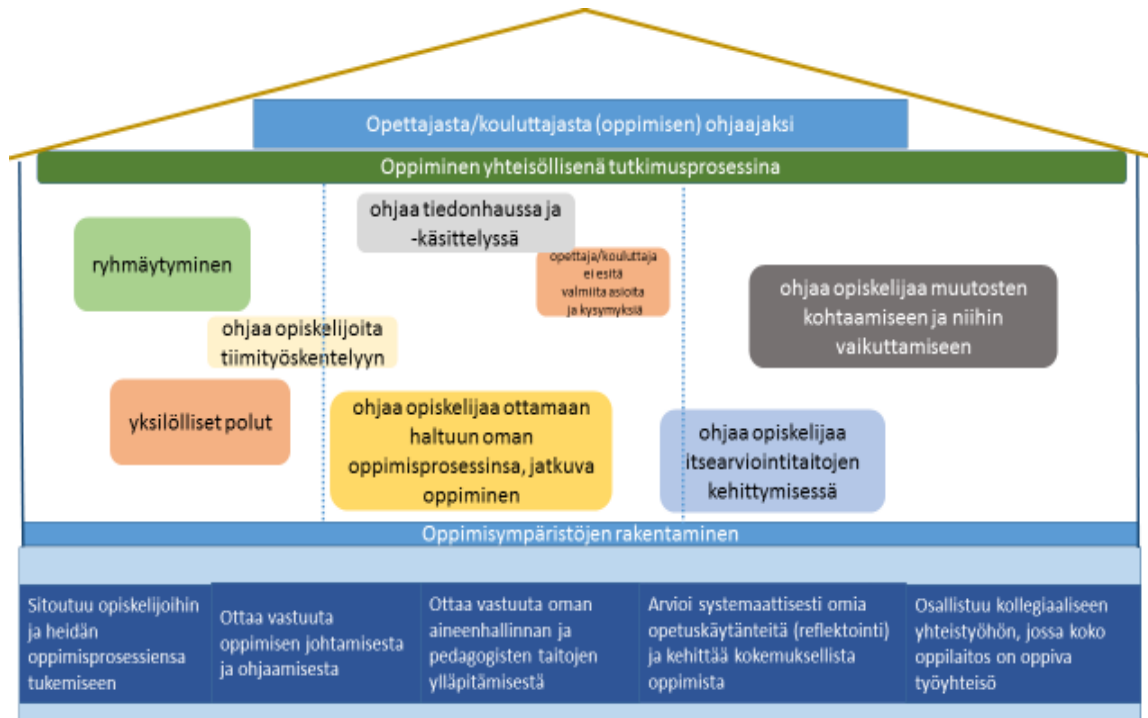 Opettajasta/kouluttajasta (oppimisen) ohjaajaksi
Oppiminen yhteisöllisenä tutkimusprosessina
ryhmäytyminen
ohjaa tiedonhaussa ja
-käsittelyssä
opettaja/kouluttaja
ei esitä
valmiita asioita
ja kysymyksiä
ohjaa opiskelijaa muutosten
kohtaamiseen ja niihin
vaikuttamiseen
ohjaa opiskelijoita
tiimityöskentelyyn
yksilölliset polut
ohjaa opiskelijaa ottamaan
haltuun oman
oppimisprosessinsa, jatkuva
oppiminen
ohjaa opiskelijaa
itsearviointitaitojen
kehittymisessä
Oppimisympäristöjen rakentaminen
Sitoutuu opiskelijoihin
ja heidän
oppimisprosessiensa
tukemiseen
Ottaa vastuuta
oppimisen johtamisesta
ja ohjaamisesta
Ottaa vastuuta oman
aineenhallinnan ja
pedagogisten taitojen
ylläpitämisestä
Arvioi systemaattisesti omia
opetuskäytänteitä (reflektointi)
ja kehittää kokemuksellista
oppimista
Osallistuu kollegiaaliseen
yhteistyöhön, jossa koko
oppilaitos on oppiva
työyhteisö